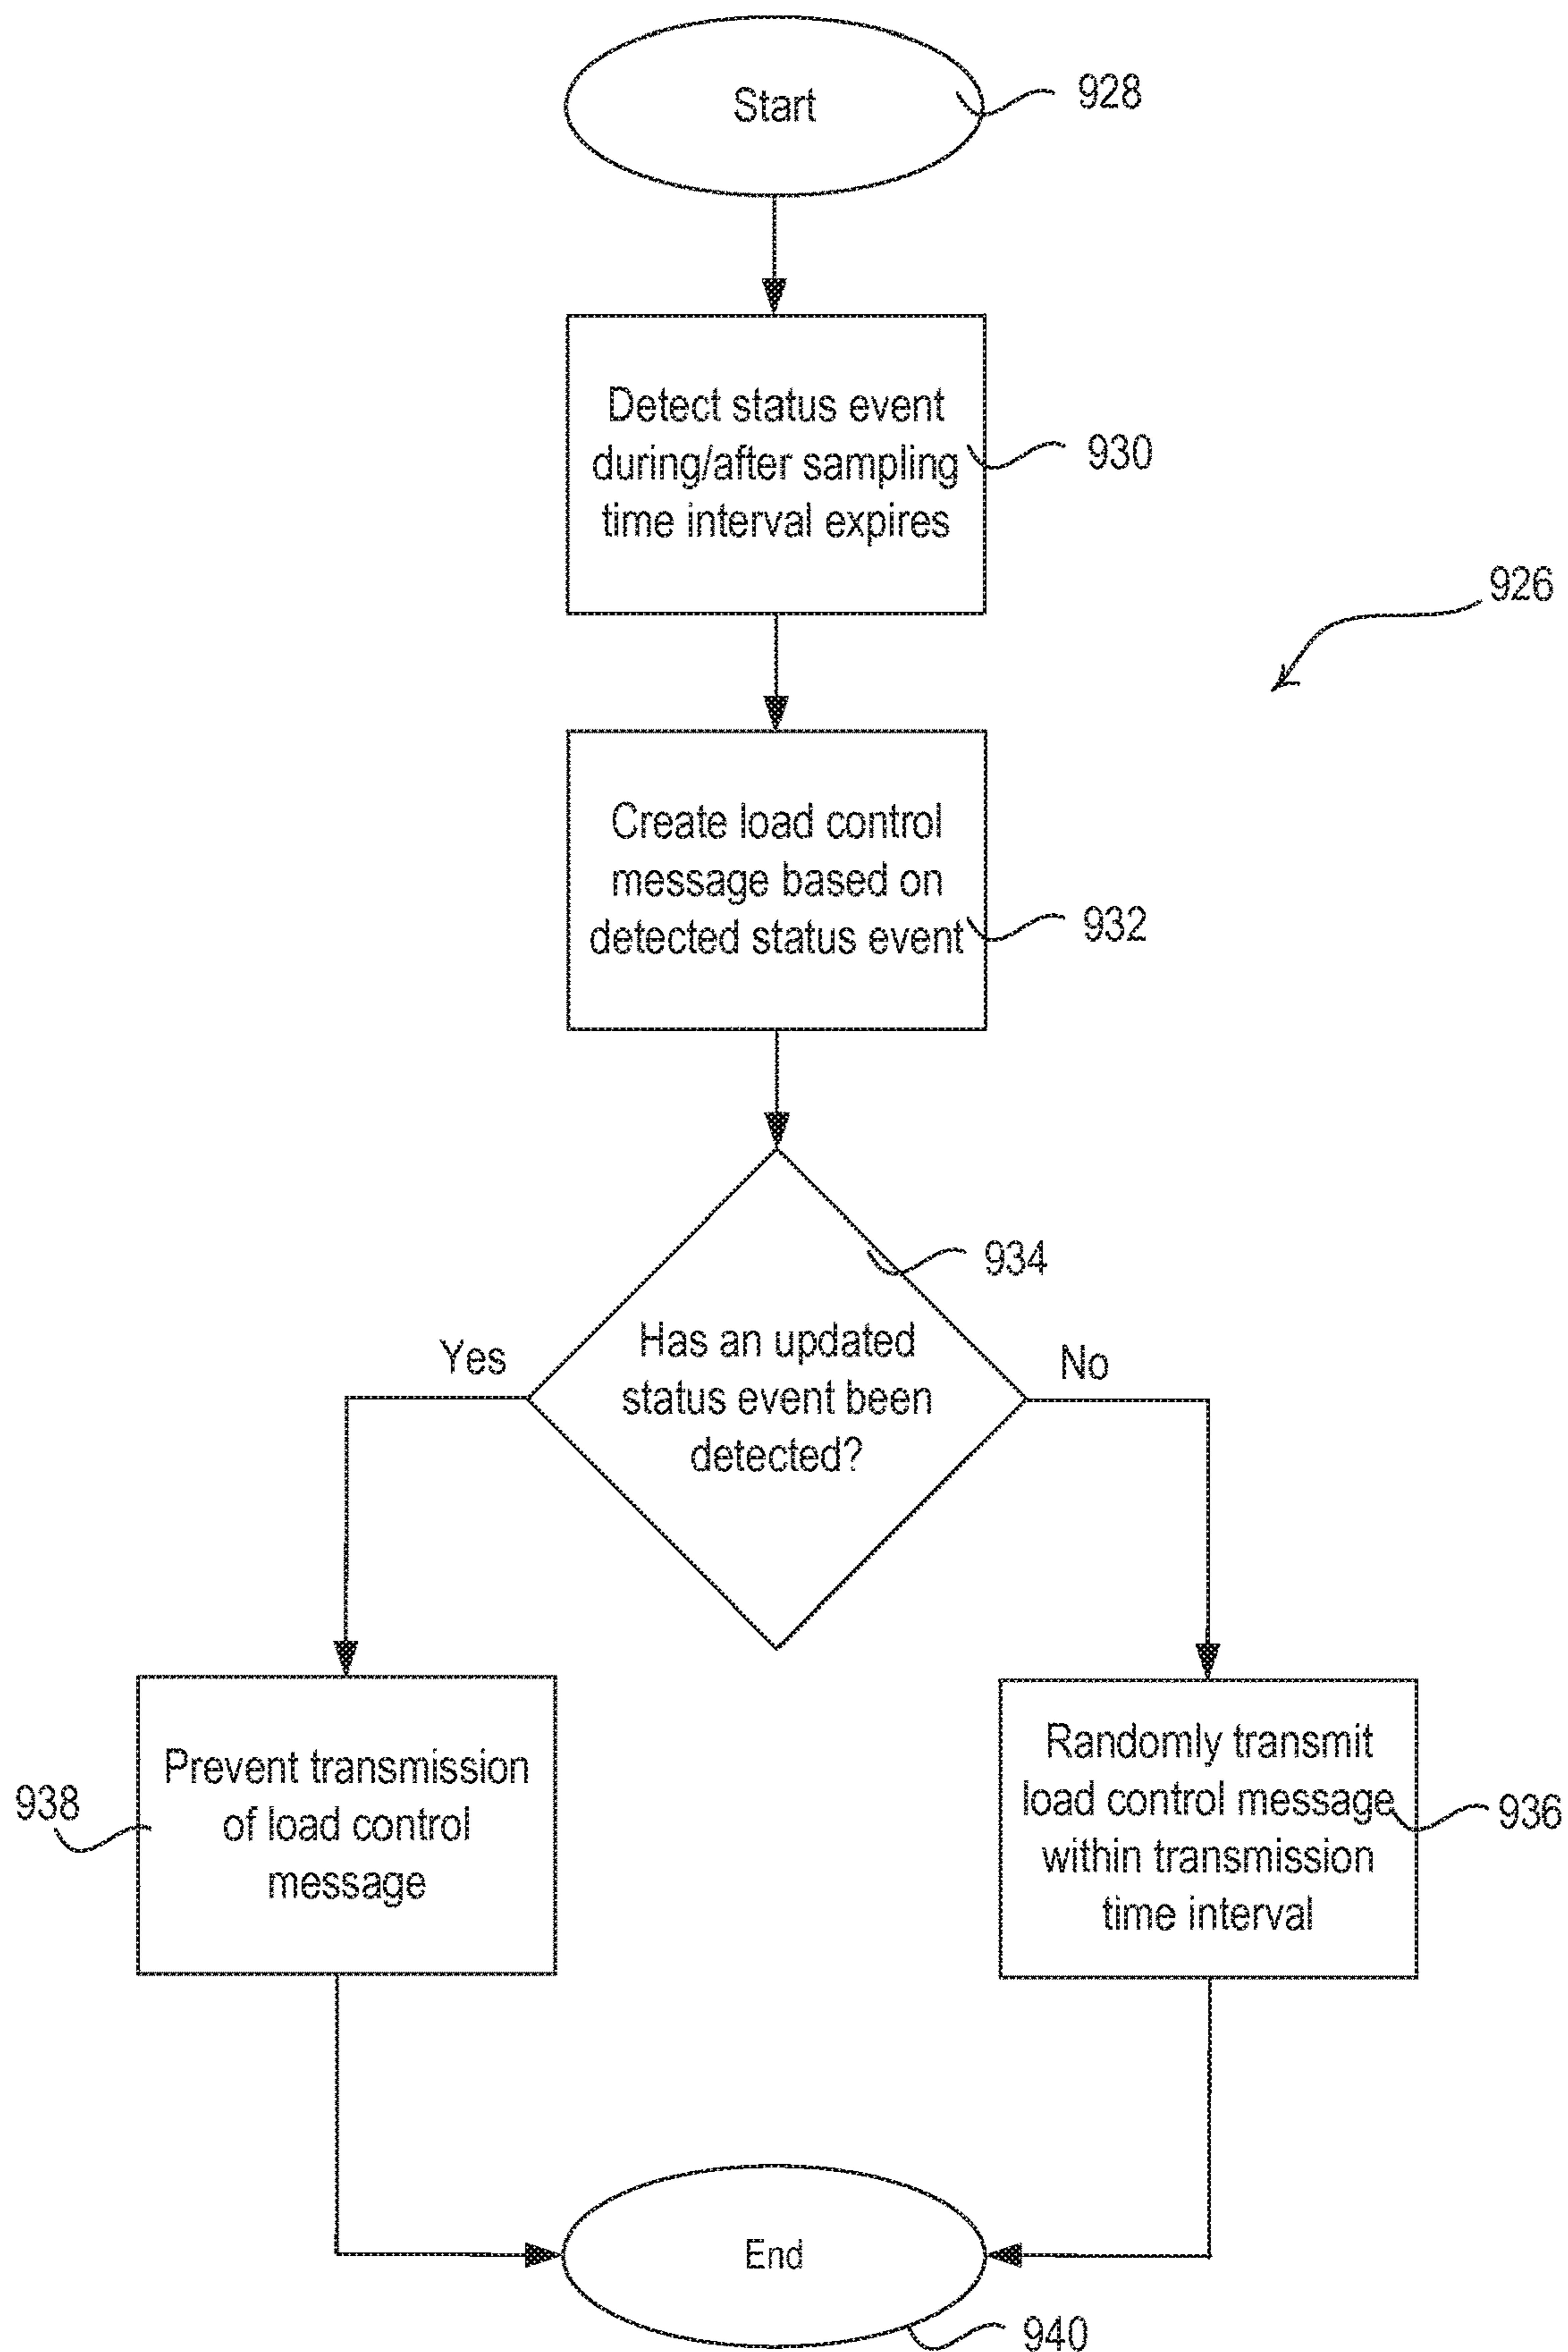 Start
928
Detect status event
during/after sampling
time interval expires
930
926
Create load control
message based on
detected status event
932
934
Has an updated
status event been
detected?
Yes
No
Prevent transmission
of load control
message
938
Randomly transmit
load control message
within transmission
time interval
936
End
940